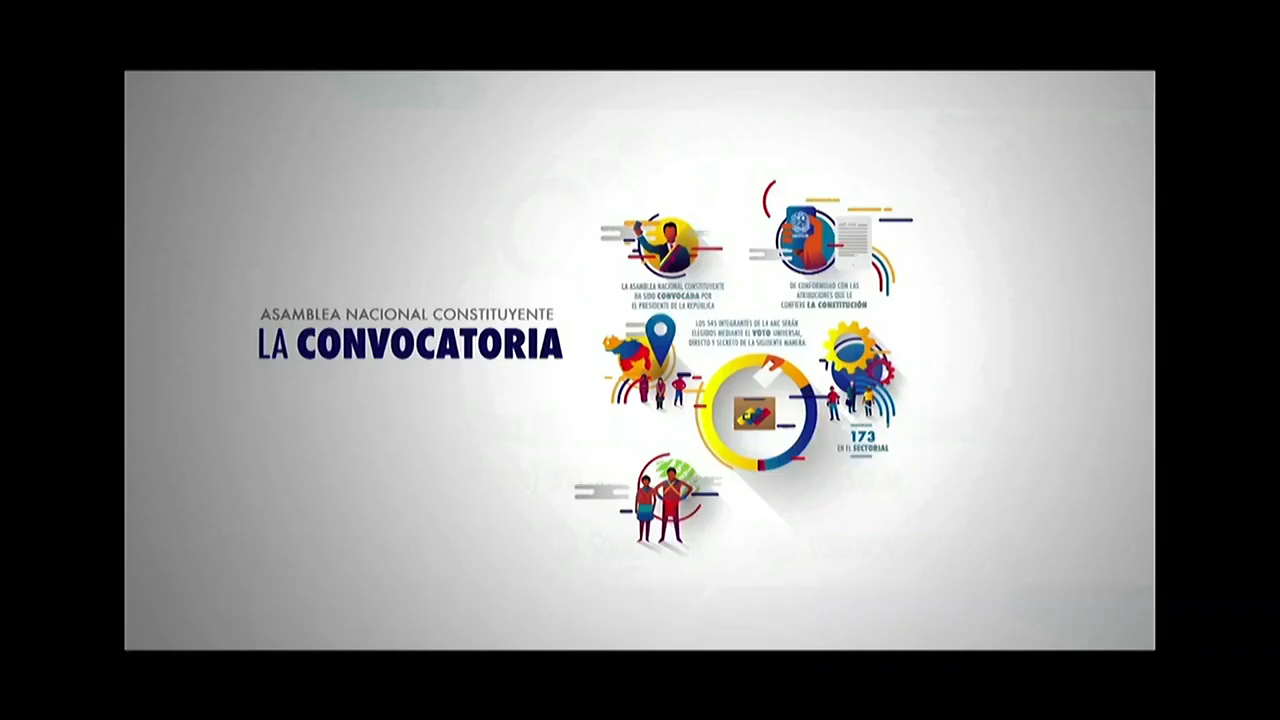 ASAMBLEA NACIONAL CONSTITUYENTE
LA CONVOCATORIA
LA ASAMBLEA NACIONAL CONSTITUYENTE
HA SIDO CONVOCADA POR
EL PRESIDENTE DE LA REPÚBLICA
DE CONFORMIDAD CON LAS
ATRIBUCIONES QUE LE
CONFIERE LA CONSTITUCIÓN
LOS 545 INTEGRANTES DE LA ANC SERÁN
ELEGIDOS MEDIANTE EL VOTO UNIVERSAL,
DIRECTO Y SECRETO DE LA SIGUIENTE MANERA:
173
EN EL SECTORIAL